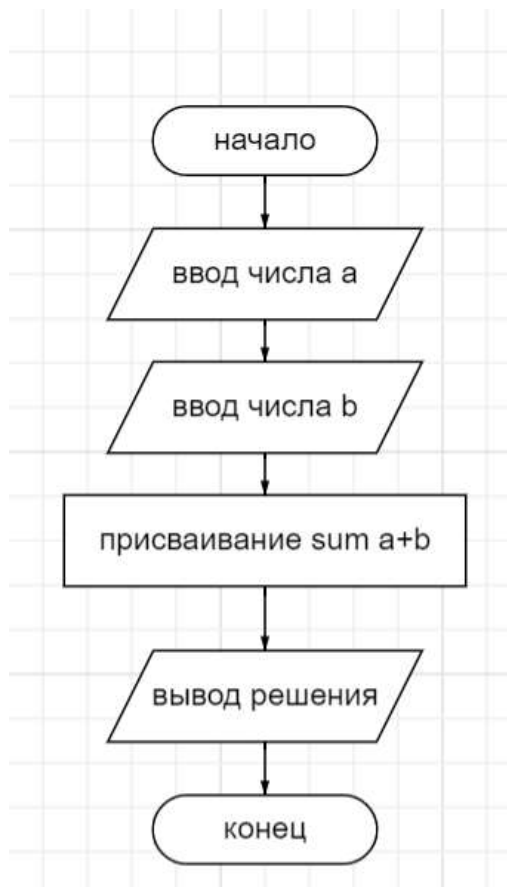 начало
ввод числа a
ввод числа b
присваивание sum a+b
вывод решения
конец